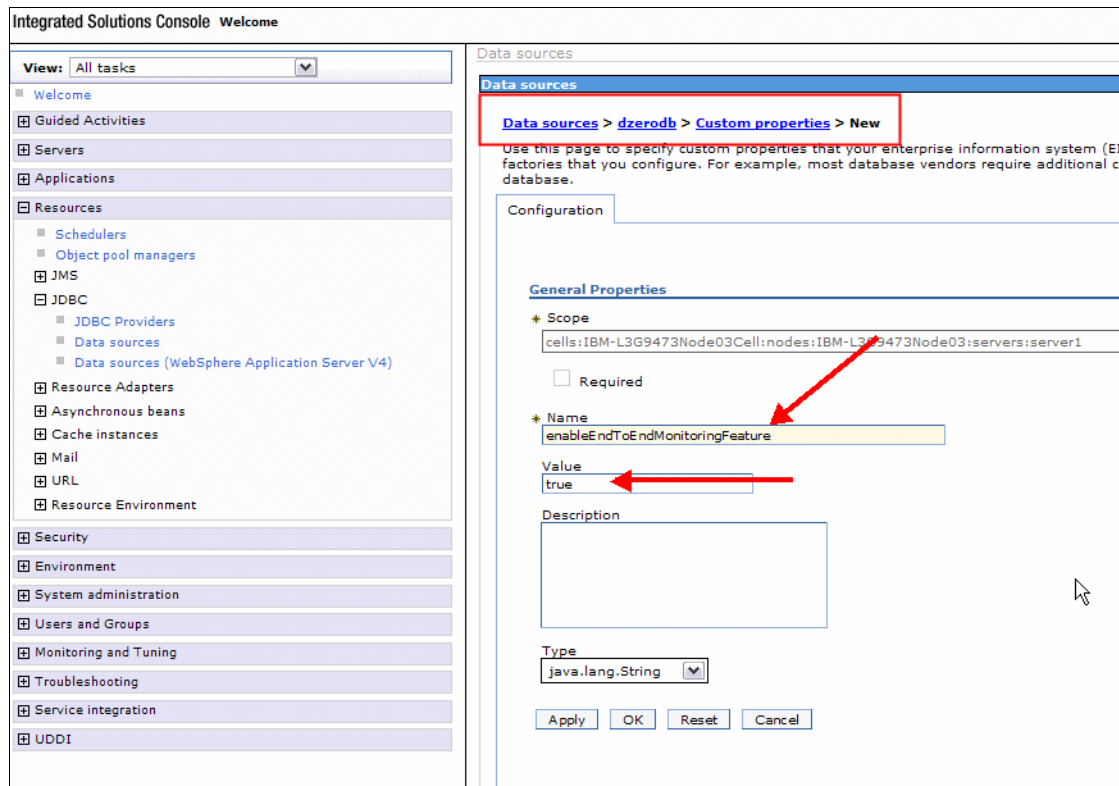 Integrated Solutions Console Welcome
View: All tasks
Welcome
Guided Activities
Servers
Applications
Resources
Schedulers
Object pool managers
JMS
JDBC
JDBC Providers
Data sources
Data sources (WebSphere Application Server V4)
Resource Adapters
Asynchronous beans
Cache instances
Mail
URL
Resource Environment
Security
Environment
System administration
Users and Groups
Monitoring and Tuning
Troubleshooting
Service integration
UDDI
Data sources
Data sources
Data sources > dzerodb > Custom properties > New
Use this page to specify custom properties that your enterprise information system (EI
factories that you configure. For example, most database vendors require additional c
database.
Configuration
General Properties
Scope
cells:IBM-L3G9473Node03Cell:nodes:IBM-L3G9473Node03:servers:server1
Required
Name
enableEndToEndMonitoringFeature
Value
true
Description
Type
java.lang.String
Apply OK Reset Cancel